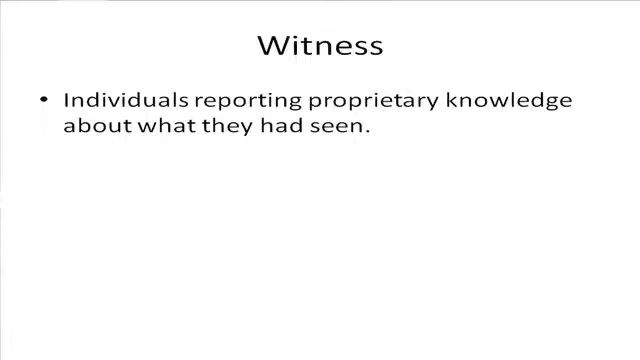 Witness
• Individuals reporting proprietary knowledge
about what they had seen.